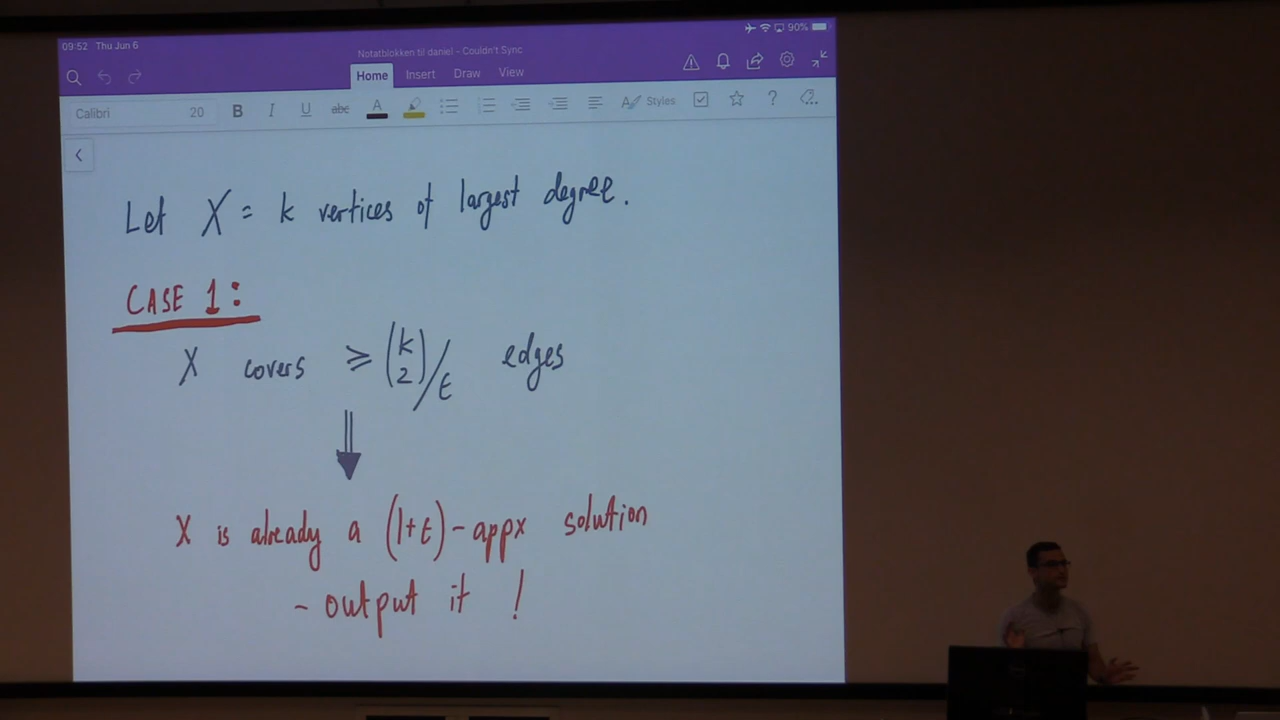 09:52 Thu Jun 6
90%
Notatblokken til daniel - Couldn't Sync
Home Insert Draw View
Calibri 20 B I U abc A Styles ?
Let X = k vertices of largest degree.
CASE 1:
X covers ≥ (k 2)/ε edges
X is already a (1+ε)-appx solution
- output it !